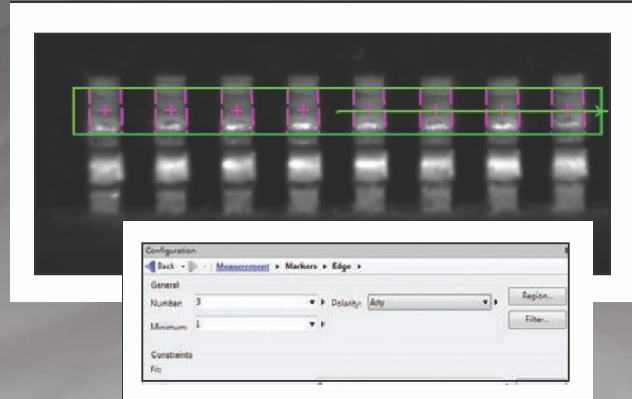 Configuration
Back Measurement Markers Edge
General
Number: 3 Polarity: Any Region...
Minimum: 1 Filter...
Constraints
Fit: